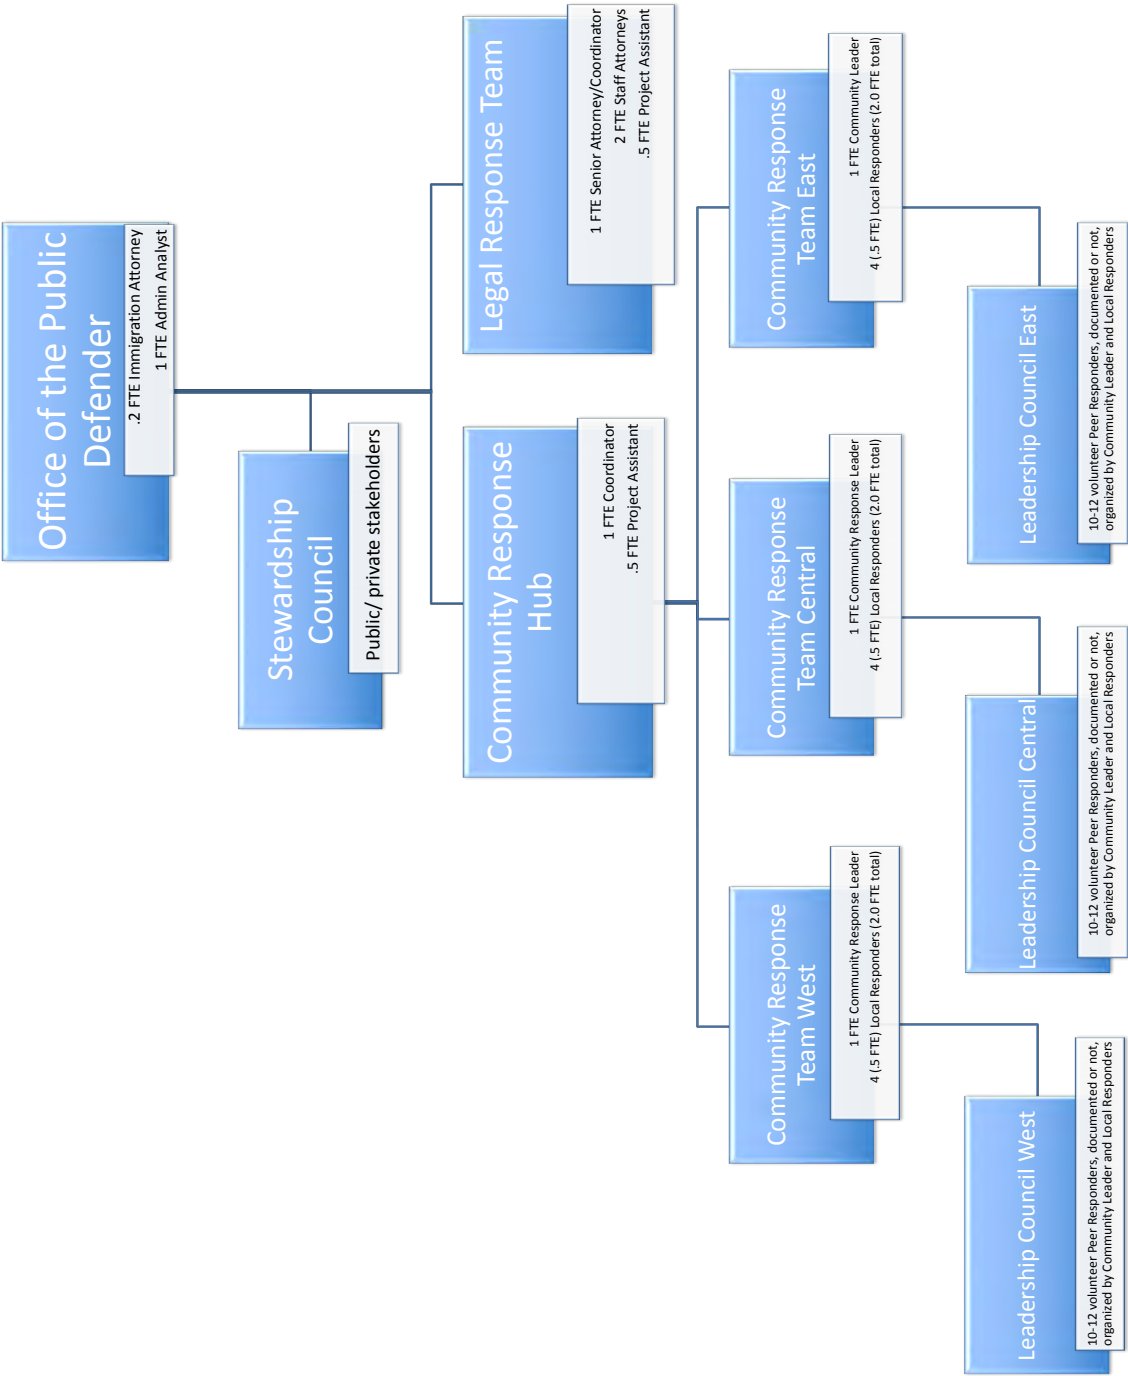 Office of the Public
Defender
.2 FTE Immigration Attorney
1 FTE Admin Analyst
Stewardship
Council
Public/ private stakeholders
Community Response
Hub
1 FTE Coordinator
.5 FTE Project Assistant
Legal Response Team
1 FTE Senior Attorney/Coordinator
2 FTE Staff Attorneys
.5 FTE Project Assistant
Community Response
Team West
1 FTE Community Response Leader
4 (.5 FTE) Local Responders (2.0 FTE total)
Community Response
Team Central
1 FTE Community Response Leader
4 (.5 FTE) Local Responders (2.0 FTE total)
Community Response
Team East
1 FTE Community Leader
4 (.5 FTE) Local Responders (2.0 FTE total)
Leadership Council West
10-12 volunteer Peer Responders, documented or not,
organized by Community Leader and Local Responders
Leadership Council Central
10-12 volunteer Peer Responders, documented or not,
organized by Community Leader and Local Responders
Leadership Council East
10-12 volunteer Peer Responders, documented or not,
organized by Community Leader and Local Responders